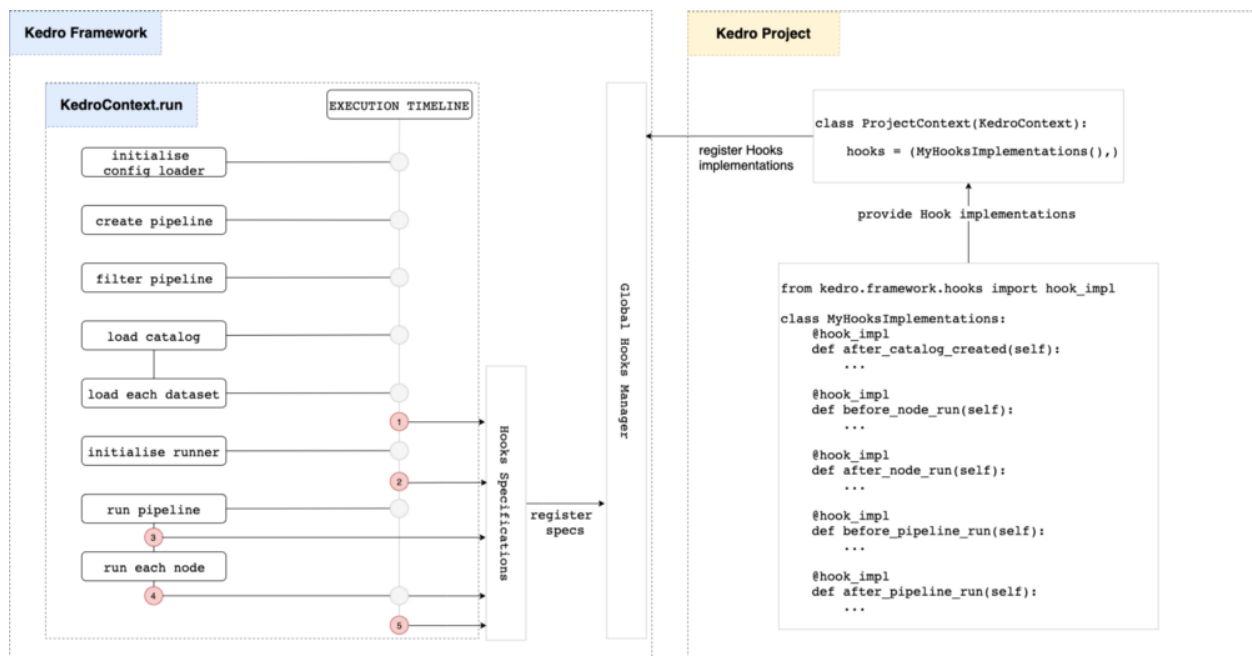 Kedro Framework
KedroContext.run
EXECUTION TIMELINE
initialise
config loader
create pipeline
filter pipeline
load catalog
load each dataset
1
initialise runner
2
run pipeline
3
run each node
4
5
Hooks Specifications
register
specs
Global Hooks Manager
Kedro Project
register Hooks
implementations
class ProjectContext(KedroContext):
hooks = (MyHooksImplementations(),)
provide Hook implementations
from kedro.framework.hooks import hook_impl
class MyHooksImplementations:
@hook_impl
def after_catalog_created(self):
...
@hook_impl
def before_node_run(self):
...
@hook_impl
def after_node_run(self):
...
@hook_impl
def before_pipeline_run(self):
...
@hook_impl
def after_pipeline_run(self):
...